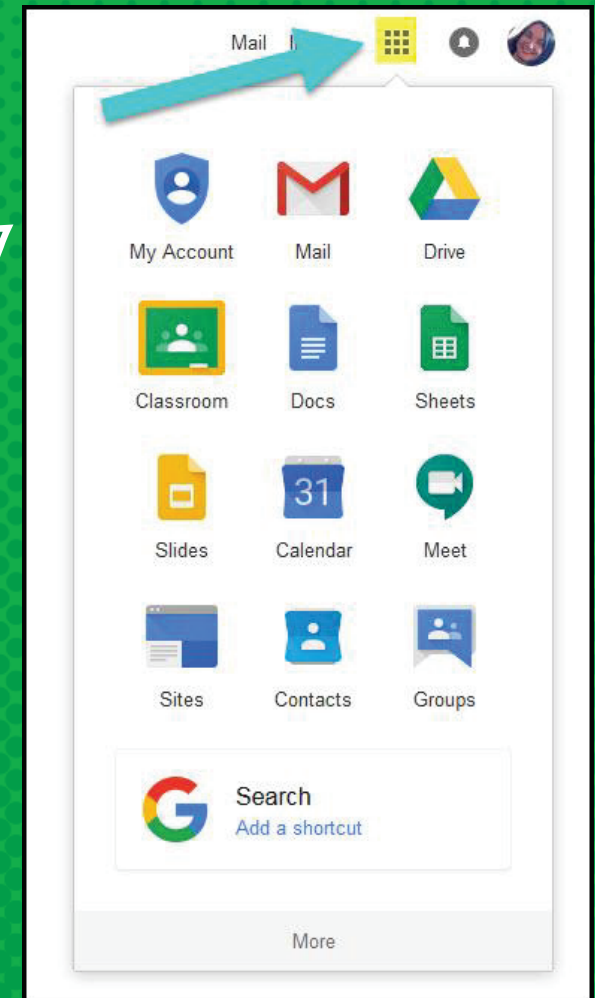 Mail
My Account Mail Drive
Classroom Docs Sheets
31
Slides Calendar Meet
Sites Contacts Groups
G Search
Add a shortcut
More